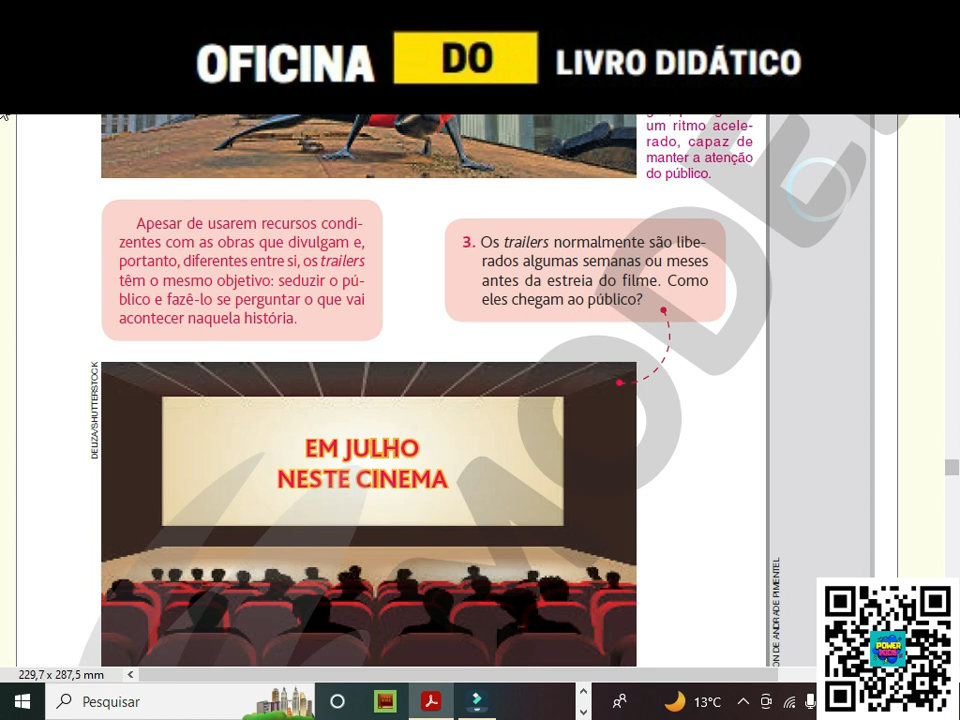 OFICINA DO LIVRO DIDÁTICO
um ritmo acele-
rado, capaz de
manter a atenção
do público.
Apesar de usarem recursos condi-
zentes com as obras que divulgam e,
portanto, diferentes entre si, os trailers
têm o mesmo objetivo: seduzir o pú-
blico e fazê-lo se perguntar o que vai
acontecer naquela história.
3. Os trailers normalmente são libe-
rados algumas semanas ou meses
antes da estreia do filme. Como
eles chegam ao público?
DEUZA/SHUTTERSTOCK
EM JULHO
NESTE CINEMA
ON DE ANDRADE PIMENTEL
POWER
229,7 x 287,5 mm
Pesquisar
13°C